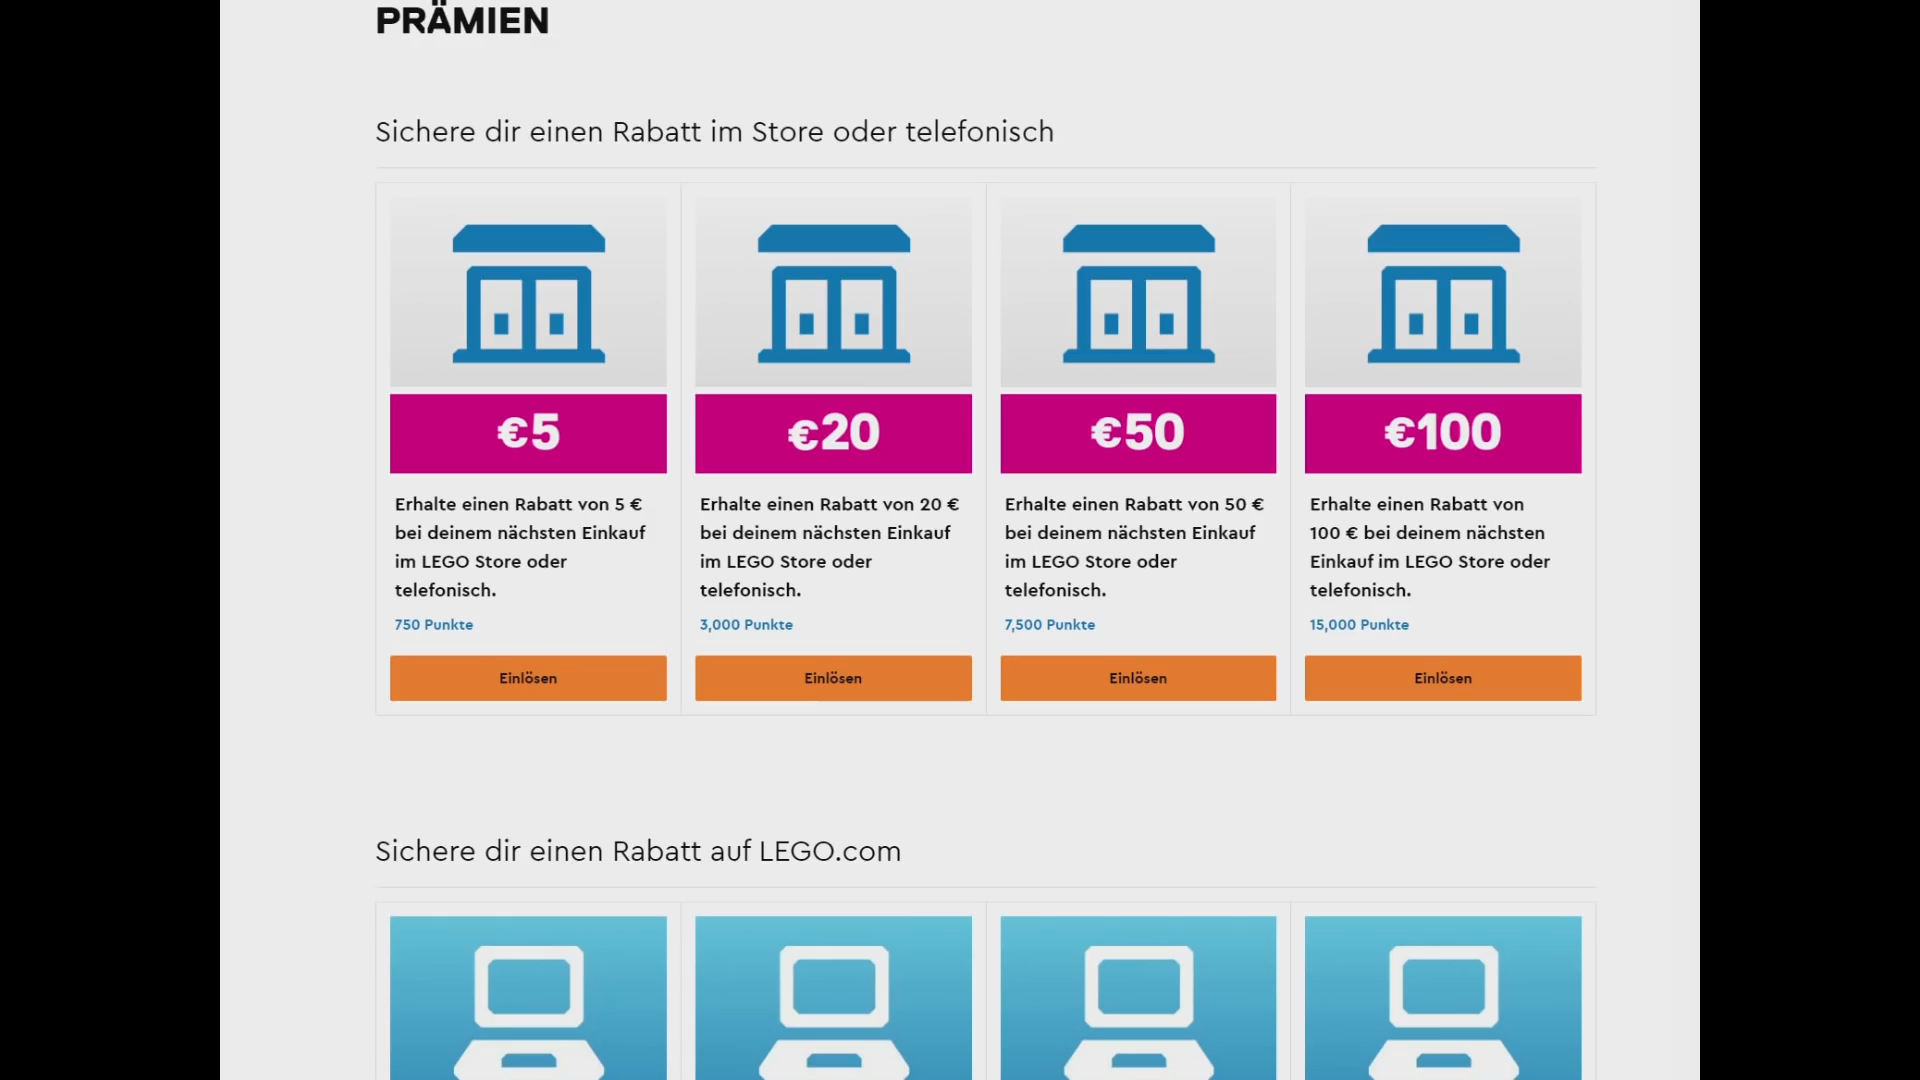 PRÄMIEN
Sichere dir einen Rabatt im Store oder telefonisch
€5
€20
€50
€100
Erhalte einen Rabatt von 5 €
bei deinem nächsten Einkauf
im LEGO Store oder
telefonisch.
750 Punkte
Einlösen
Erhalte einen Rabatt von 20 €
bei deinem nächsten Einkauf
im LEGO Store oder
telefonisch.
3,000 Punkte
Einlösen
Erhalte einen Rabatt von 50 €
bei deinem nächsten Einkauf
im LEGO Store oder
telefonisch.
7,500 Punkte
Einlösen
Erhalte einen Rabatt von
100 € bei deinem nächsten
Einkauf im LEGO Store oder
telefonisch.
15,000 Punkte
Einlösen
Sichere dir einen Rabatt auf LEGO.com